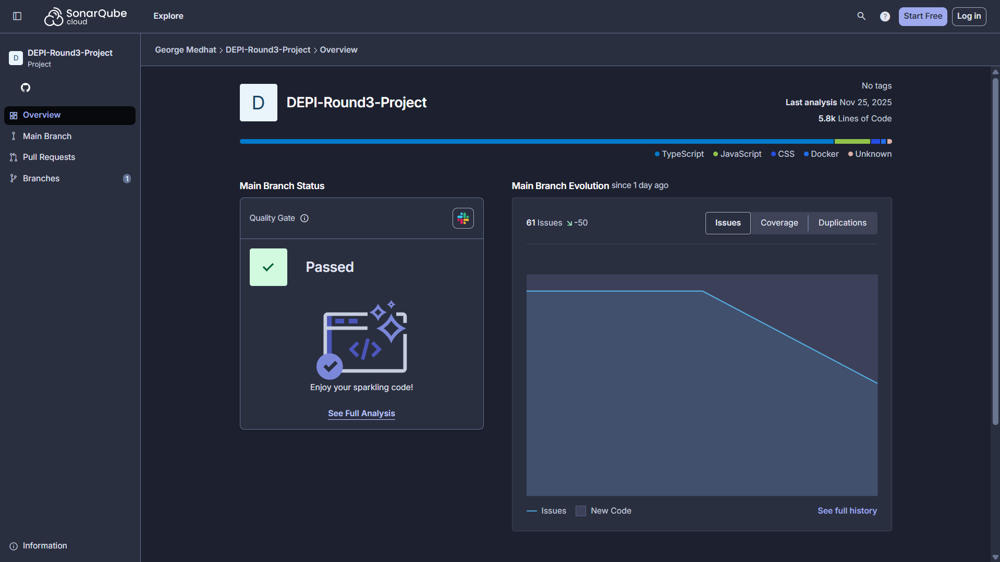 SonarQube cloud
Explore
?
Start Free
Log in
D
DEPI-Round3-Project
Project
Overview
Main Branch
Pull Requests
Branches
1
Information
George Medhat > DEPI-Round3-Project > Overview
D
DEPI-Round3-Project
No tags
Last analysis Nov 25, 2025
5.8k Lines of Code
TypeScript JavaScript CSS Docker Unknown
Main Branch Status
Quality Gate
Passed
Enjoy your sparkling code!
See Full Analysis
Main Branch Evolution since 1 day ago
61 Issues -50
Issues Coverage Duplications
Issues New Code
See full history